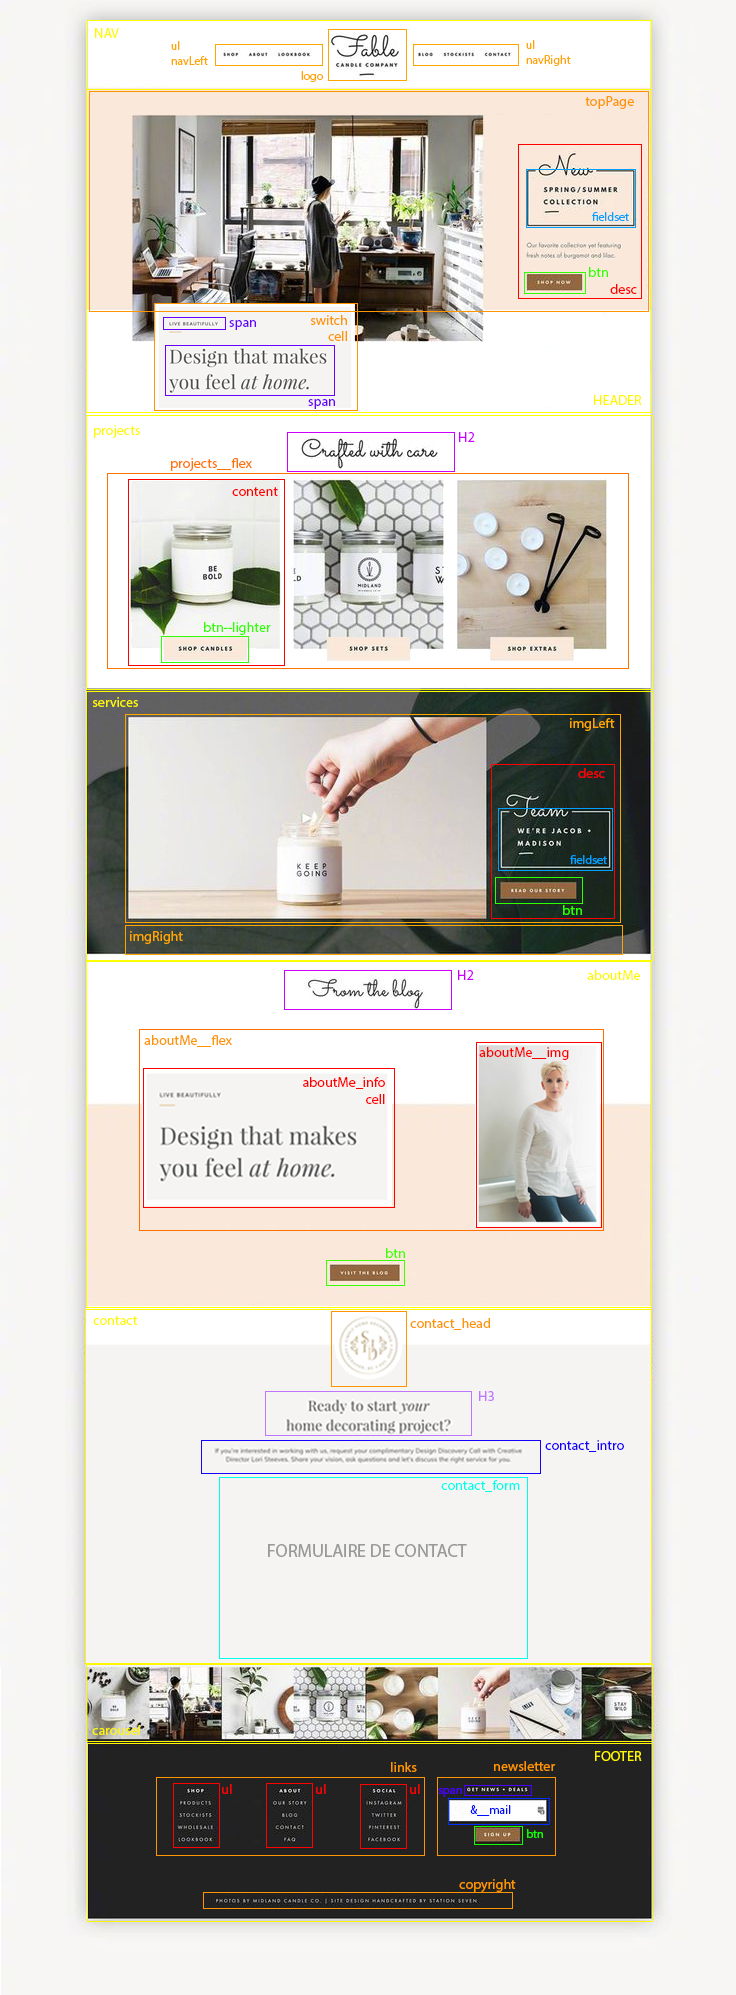 NAV
ul
navLeft
SHOP ABOUT LOOKBOOK
logo
Fable
CANDLE COMPANY
BLOG STOCKISTS CONTACT
ul
navRight
topPage
New
SPRING/SUMMER
COLLECTION
fieldset
Our favorite collection yet featuring
fresh notes of burgamot and lilac.
btn
SHOP NOW
desc
LIVE BEAUTIFULLY
span
switch
cell
Design that makes
you feel at home.
span
HEADER
projects
Crafted with care
H2
projects__flex
content
BE
BOLD
MIDLAND
btn--lighter
SHOP CANDLES
SHOP SETS
SHOP EXTRAS
services
imgLeft
desc
Team
WE'RE JACOB +
MADISON
fieldset
KEEP
GOING
READ OUR STORY
btn
imgRight
From the blog
H2
aboutMe
aboutMe__flex
aboutMe__img
aboutMe_info
cell
LIVE BEAUTIFULLY
Design that makes
you feel at home.
btn
VISIT THE BLOG
contact
contact_head
Ready to start your
home decorating project?
H3
If you're interested in working with us, request your complimentary Design Discovery Call with Creative
Director Lori Steeves. Share your vision, ask questions and let's discuss the right service for you.
contact_intro
contact_form
FORMULAIRE DE CONTACT
BE
BOLD
KEEP
GOING
STAY
WILD
carousel
FOOTER
links
newsletter
SHOP
PRODUCTS
STOCKISTS
WHOLESALE
LOOKBOOK
ul
ABOUT
OUR STORY
BLOG
CONTACT
FAQ
ul
SOCIAL
INSTAGRAM
TWITTER
PINTEREST
FACEBOOK
ul
span
GET NEWS + DEALS
&__mail
SIGN UP
btn
copyright
PHOTOS BY MIDLAND CANDLE CO. | SITE DESIGN HANDCRAFTED BY STATION SEVEN